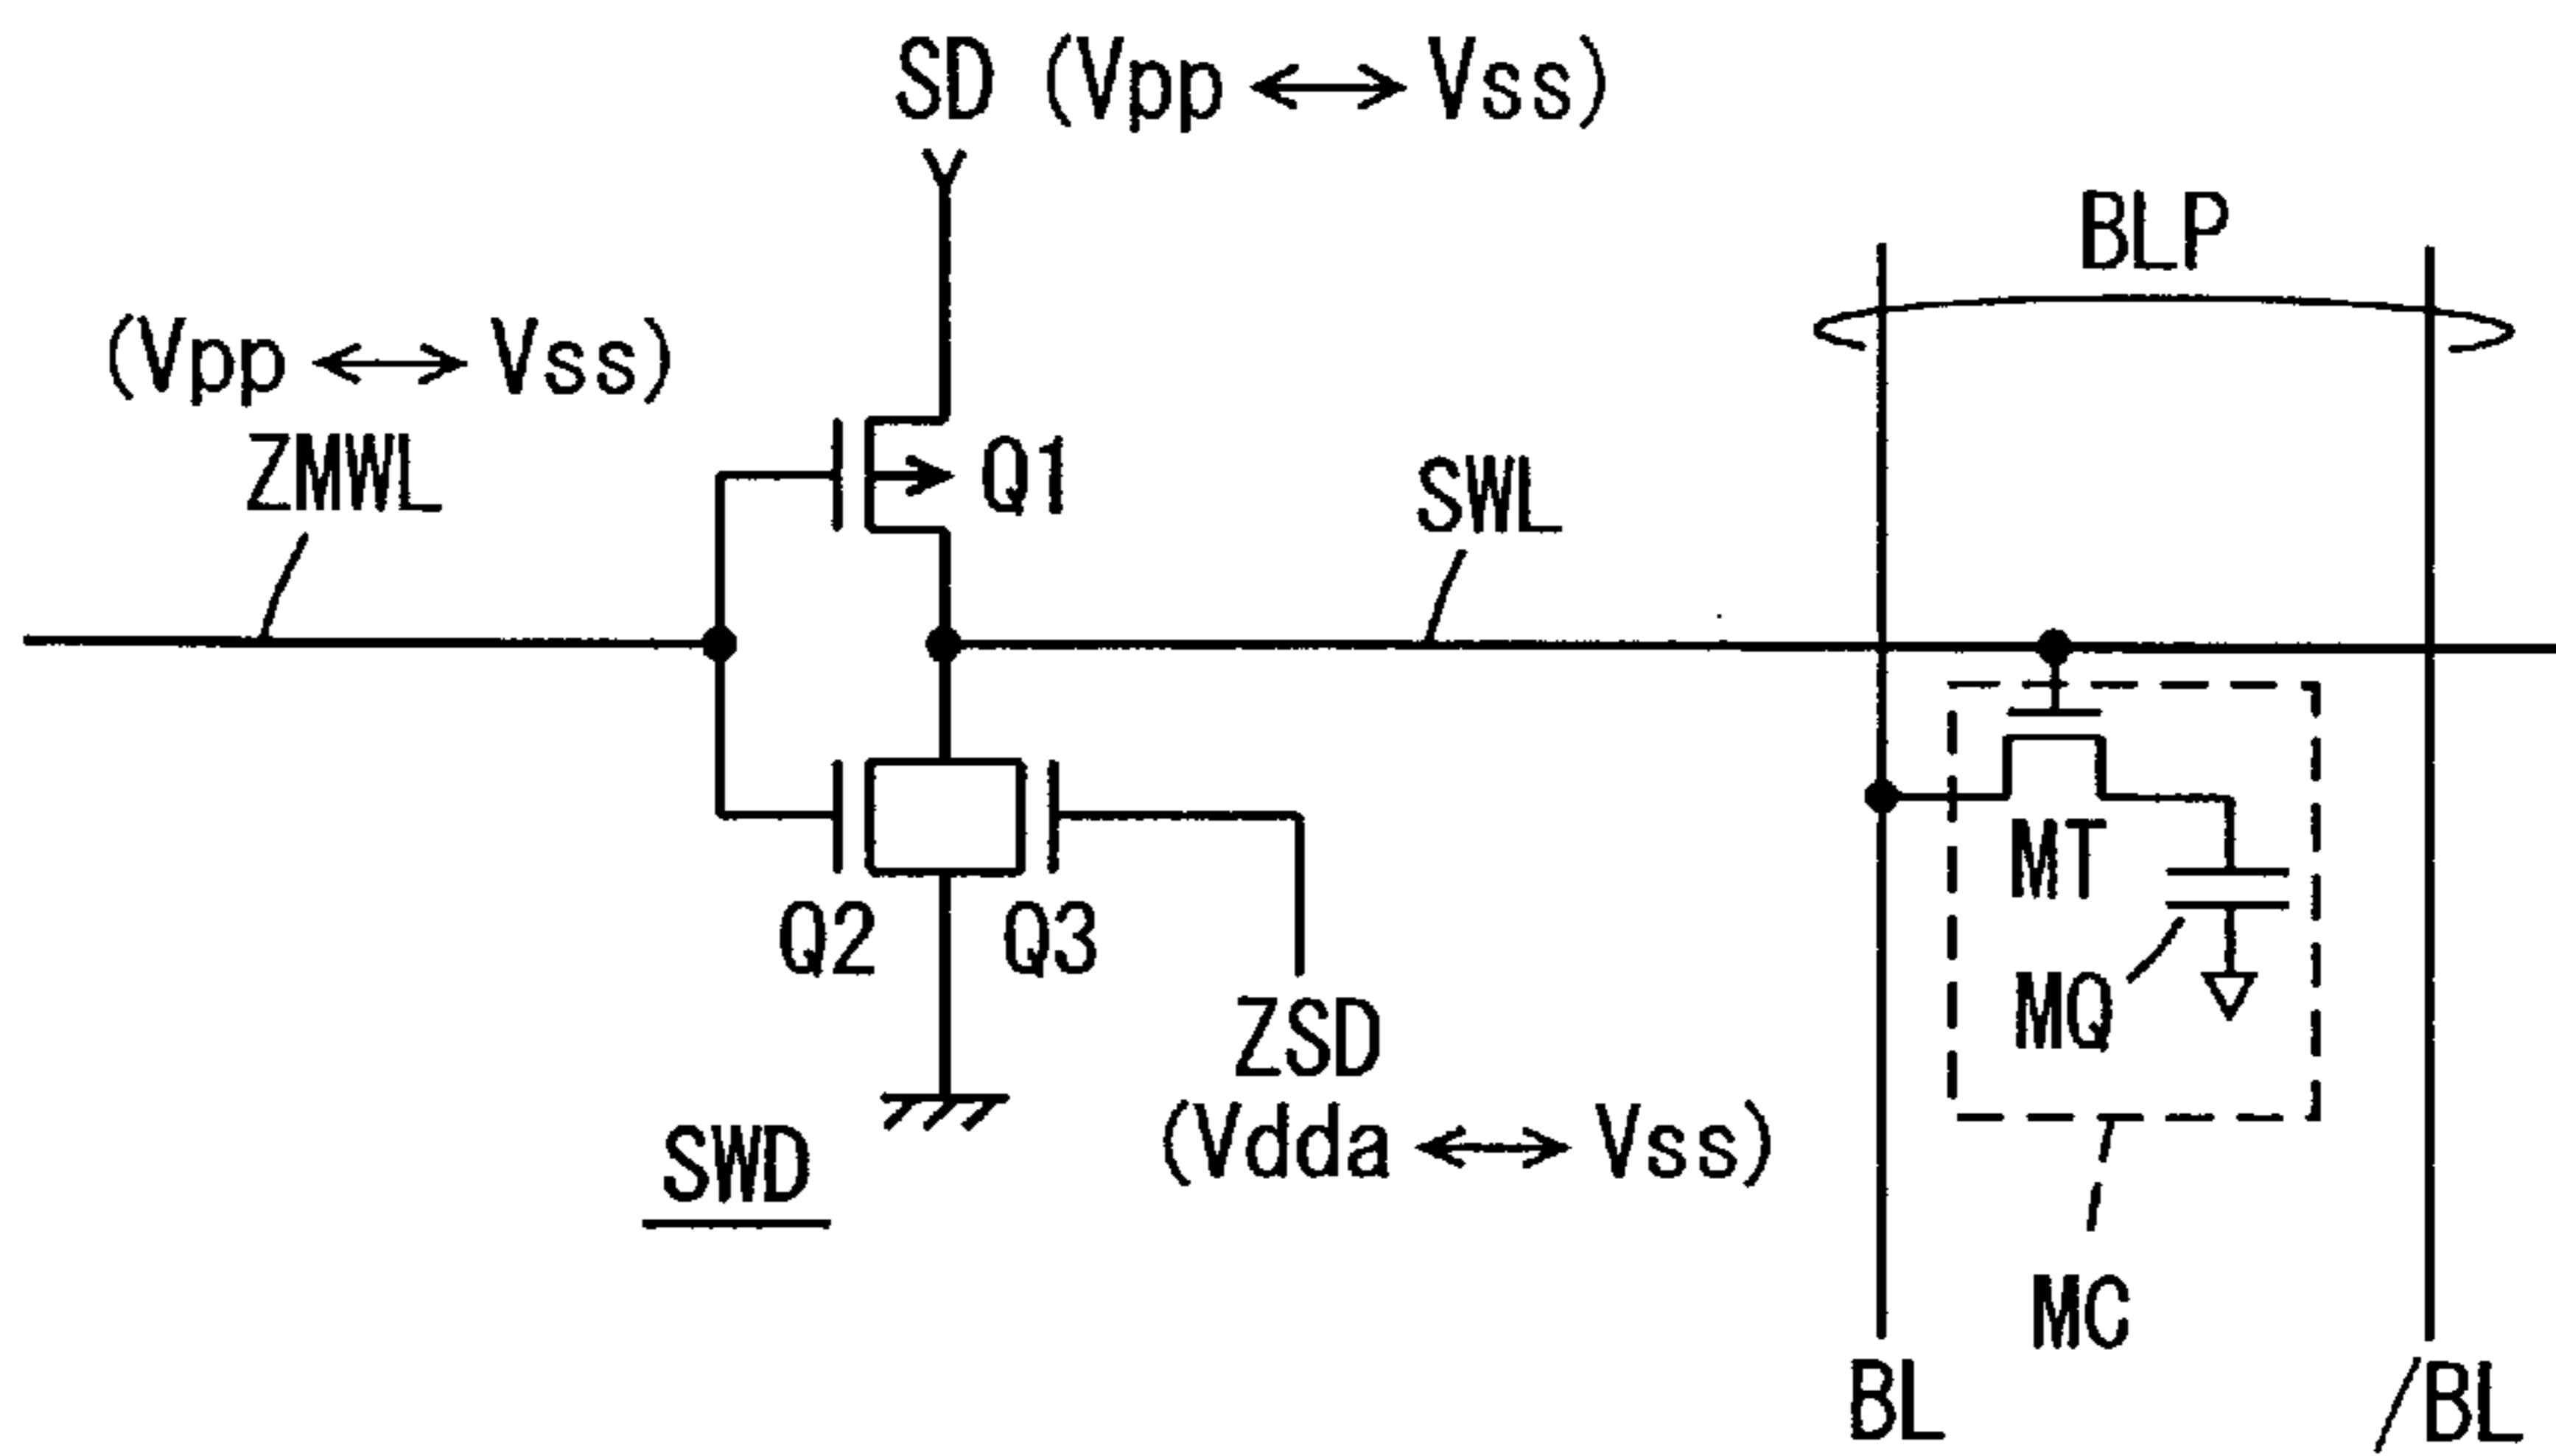 SD (Vpp ↔ Vss)
BLP
(Vpp ↔ Vss)
ZMWL
Q1
SWL
MT
Q2
Q3
MQ
ZSD
(Vdda ↔ Vss)
SWD
MC
BL
/BL